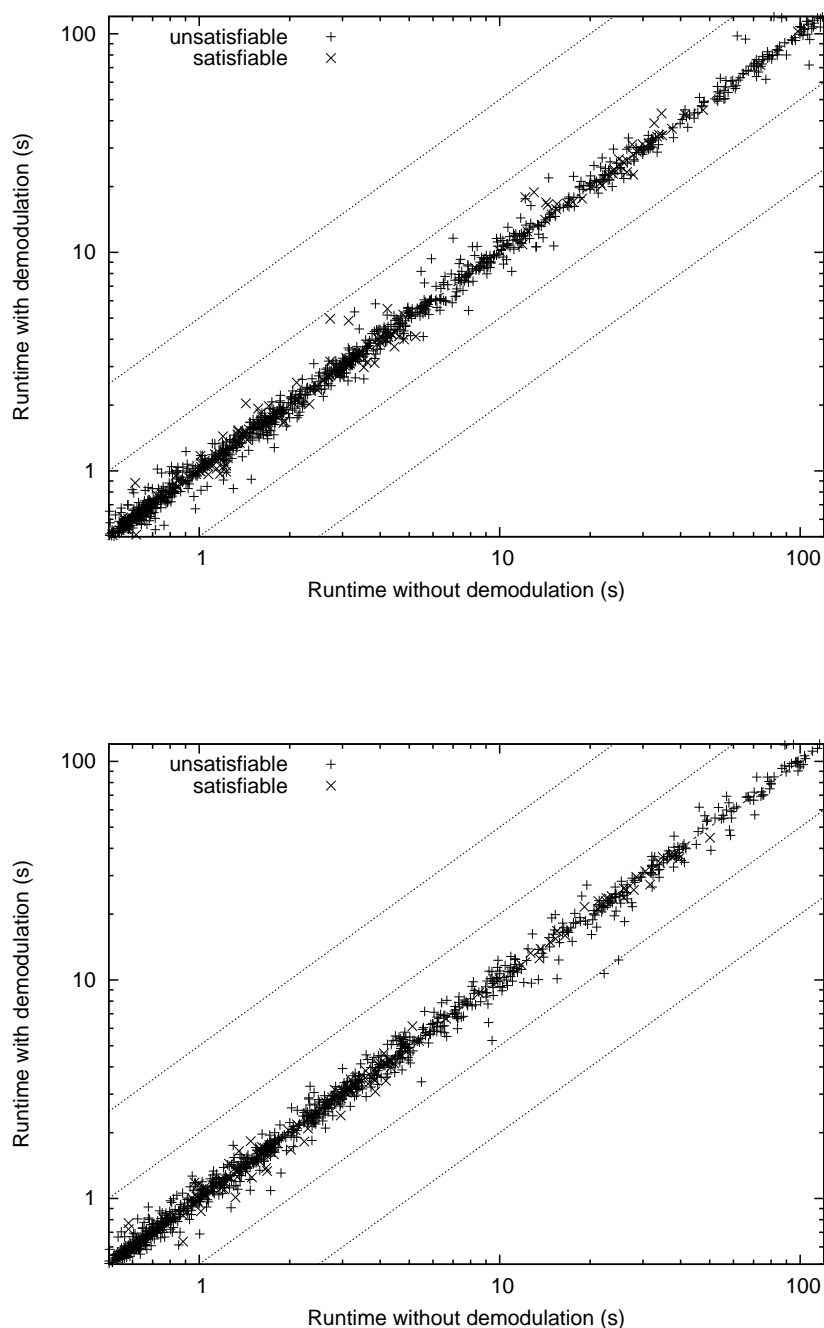 100
unsatisfiable
satisfiable
10
1
1
10
100
Runtime with demodulation (s)
Runtime without demodulation (s)
100
unsatisfiable
satisfiable
10
1
1
10
100
Runtime with demodulation (s)
Runtime without demodulation (s)